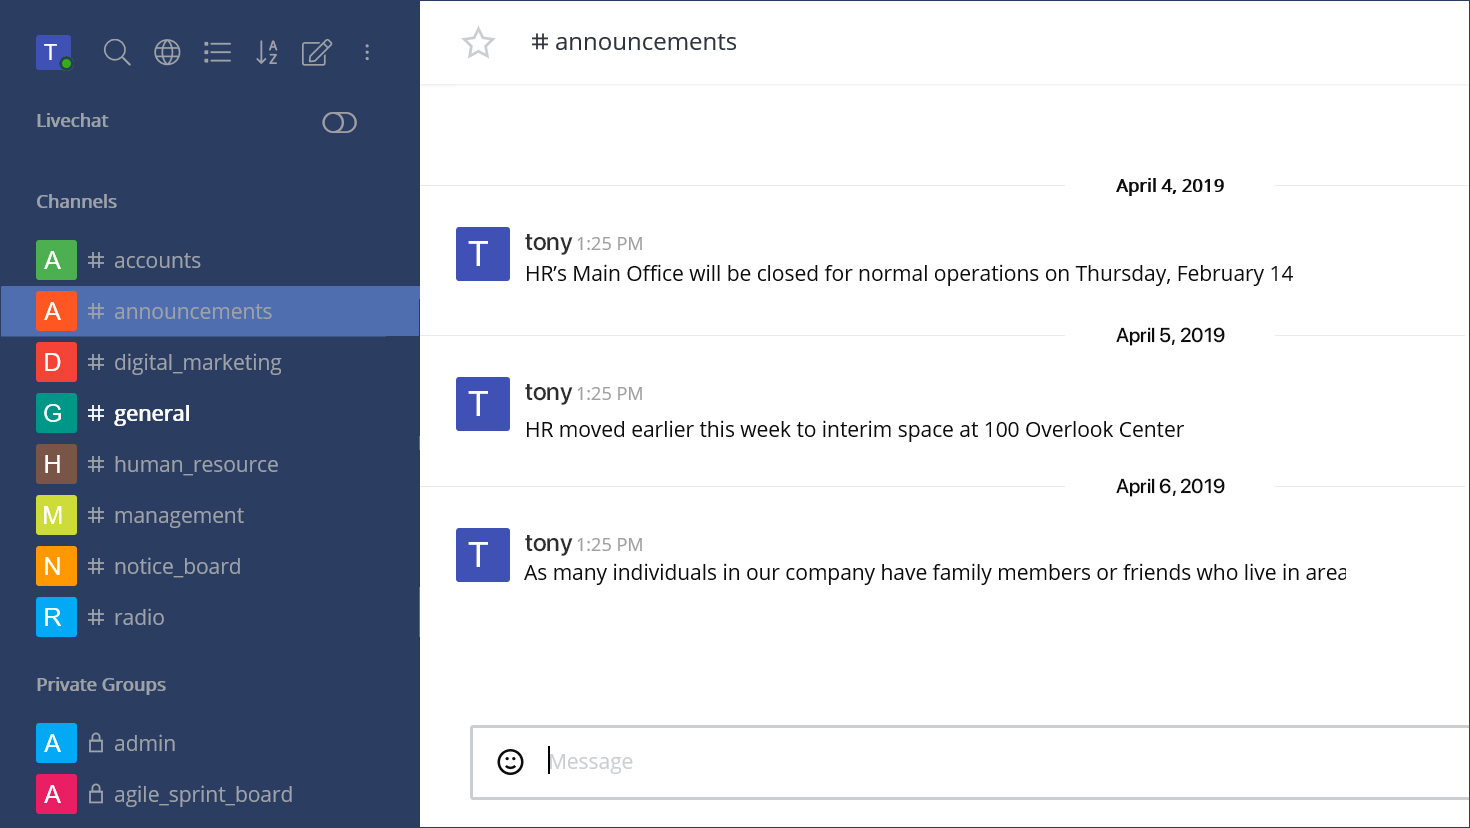 T
Livechat
Channels
A # accounts
A # announcements
D # digital_marketing
G # general
H # human_resource
M # management
N # notice_board
R # radio
Private Groups
A admin
A agile_sprint_board
# announcements
April 4, 2019
T tony 1:25 PM
HR’s Main Office will be closed for normal operations on Thursday, February 14
April 5, 2019
T tony 1:25 PM
HR moved earlier this week to interim space at 100 Overlook Center
April 6, 2019
T tony 1:25 PM
As many individuals in our company have family members or friends who live in area
Message